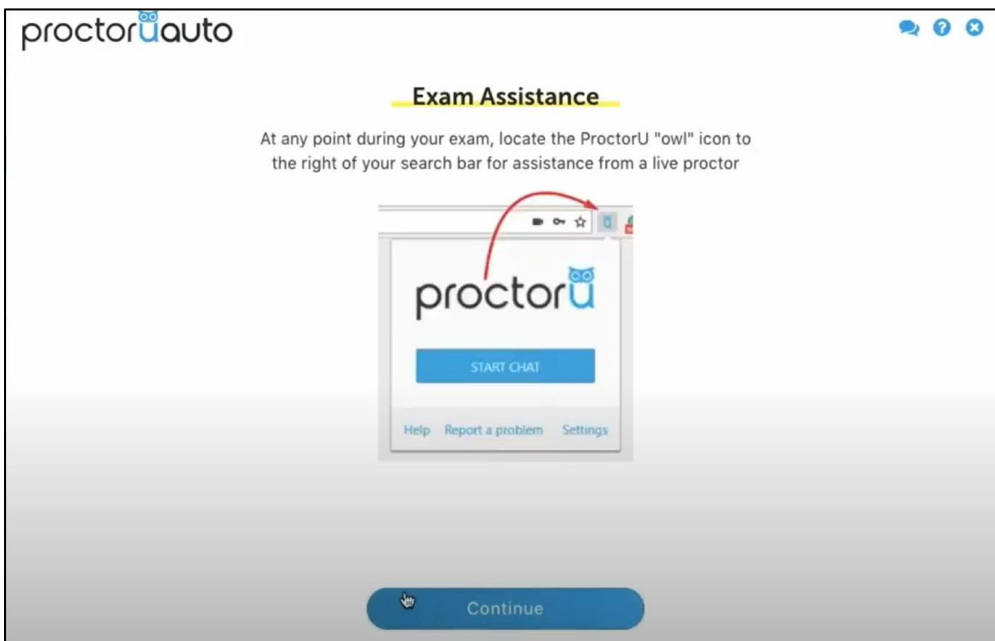 proctoruauto
Exam Assistance
At any point during your exam, locate the ProctorU "owl" icon to
the right of your search bar for assistance from a live proctor
proctoru
START CHAT
Help Report a problem Settings
Continue